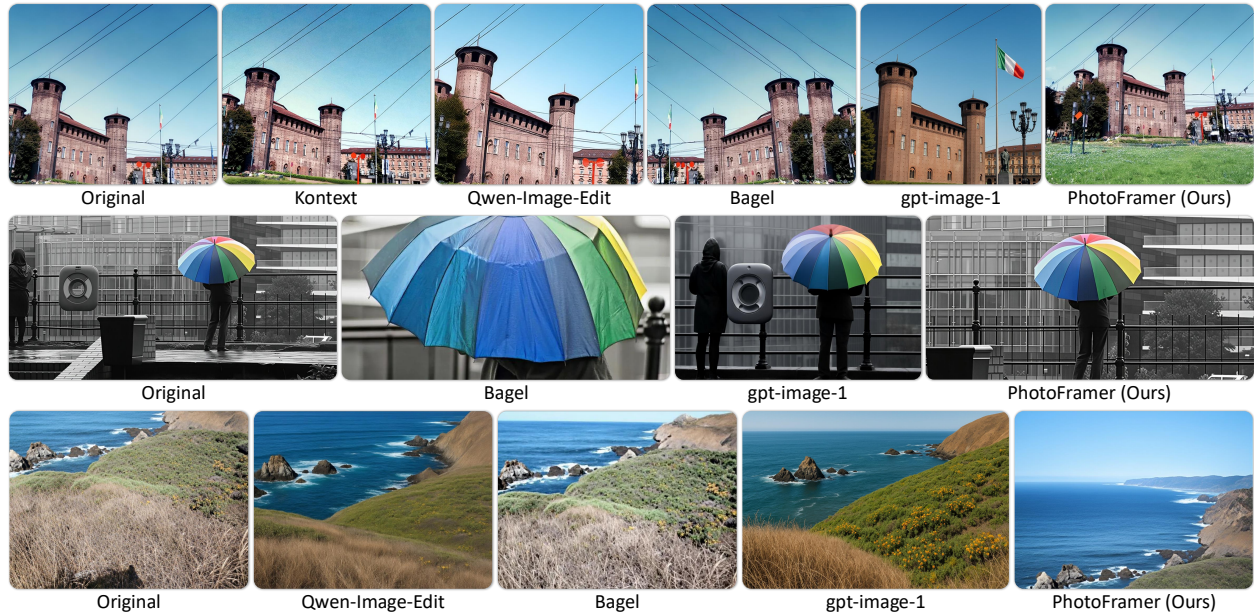 Original Kontext Qwen-Image-Edit Bagel gpt-image-1 PhotoFramer (Ours)
Original Bagel gpt-image-1 PhotoFramer (Ours)
Original Qwen-Image-Edit Bagel gpt-image-1 PhotoFramer (Ours)